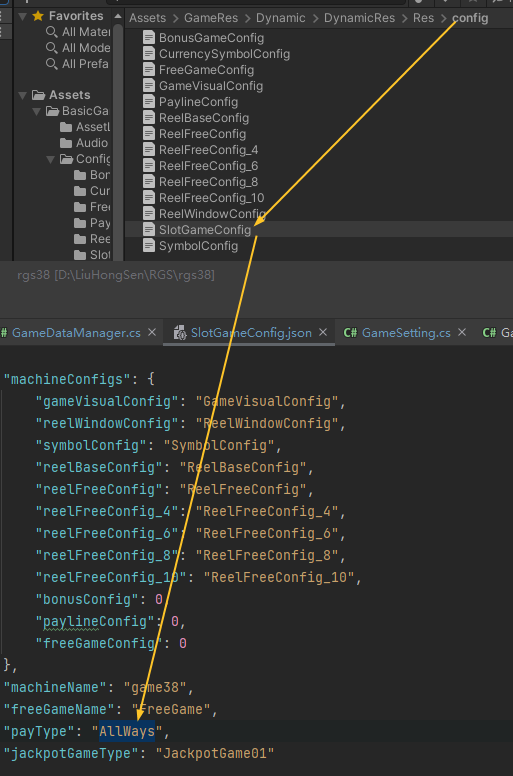 Favorites
All Mater
All Mode
All Prefa
Assets
BasicGa
Assetl
Audio
Config
Bon
Cur
Free
Pay
Ree
Slot
Assets > GameRes > Dynamic > DynamicRes > Res > config
BonusGameConfig
CurrencySymbolConfig
FreeGameConfig
GameVisualConfig
PaylineConfig
ReelBaseConfig
ReelFreeConfig
ReelFreeConfig_4
ReelFreeConfig_6
ReelFreeConfig_8
ReelFreeConfig_10
ReelWindowConfig
SlotGameConfig
SymbolConfig
rgs38 [D:\LiuHongSen\RGS\rgs38]
# GameDataManager.cs × SlotGameConfig.json × C# GameSetting.cs × C# Ga
"machineConfigs": {
"gameVisualConfig": "GameVisualConfig",
"reelWindowConfig": "ReelWindowConfig",
"symbolConfig": "SymbolConfig",
"reelBaseConfig": "ReelBaseConfig",
"reelFreeConfig": "ReelFreeConfig",
"reelFreeConfig_4": "ReelFreeConfig_4",
"reelFreeConfig_6": "ReelFreeConfig_6",
"reelFreeConfig_8": "ReelFreeConfig_8",
"reelFreeConfig_10": "ReelFreeConfig_10",
"bonusConfig": 0,
"paylineConfig": 0,
"freeGameConfig": 0
},
"machineName": "game38",
"freeGameName": "FreeGame",
"payType": "AllWays",
"jackpotGameType": "JackpotGame01"